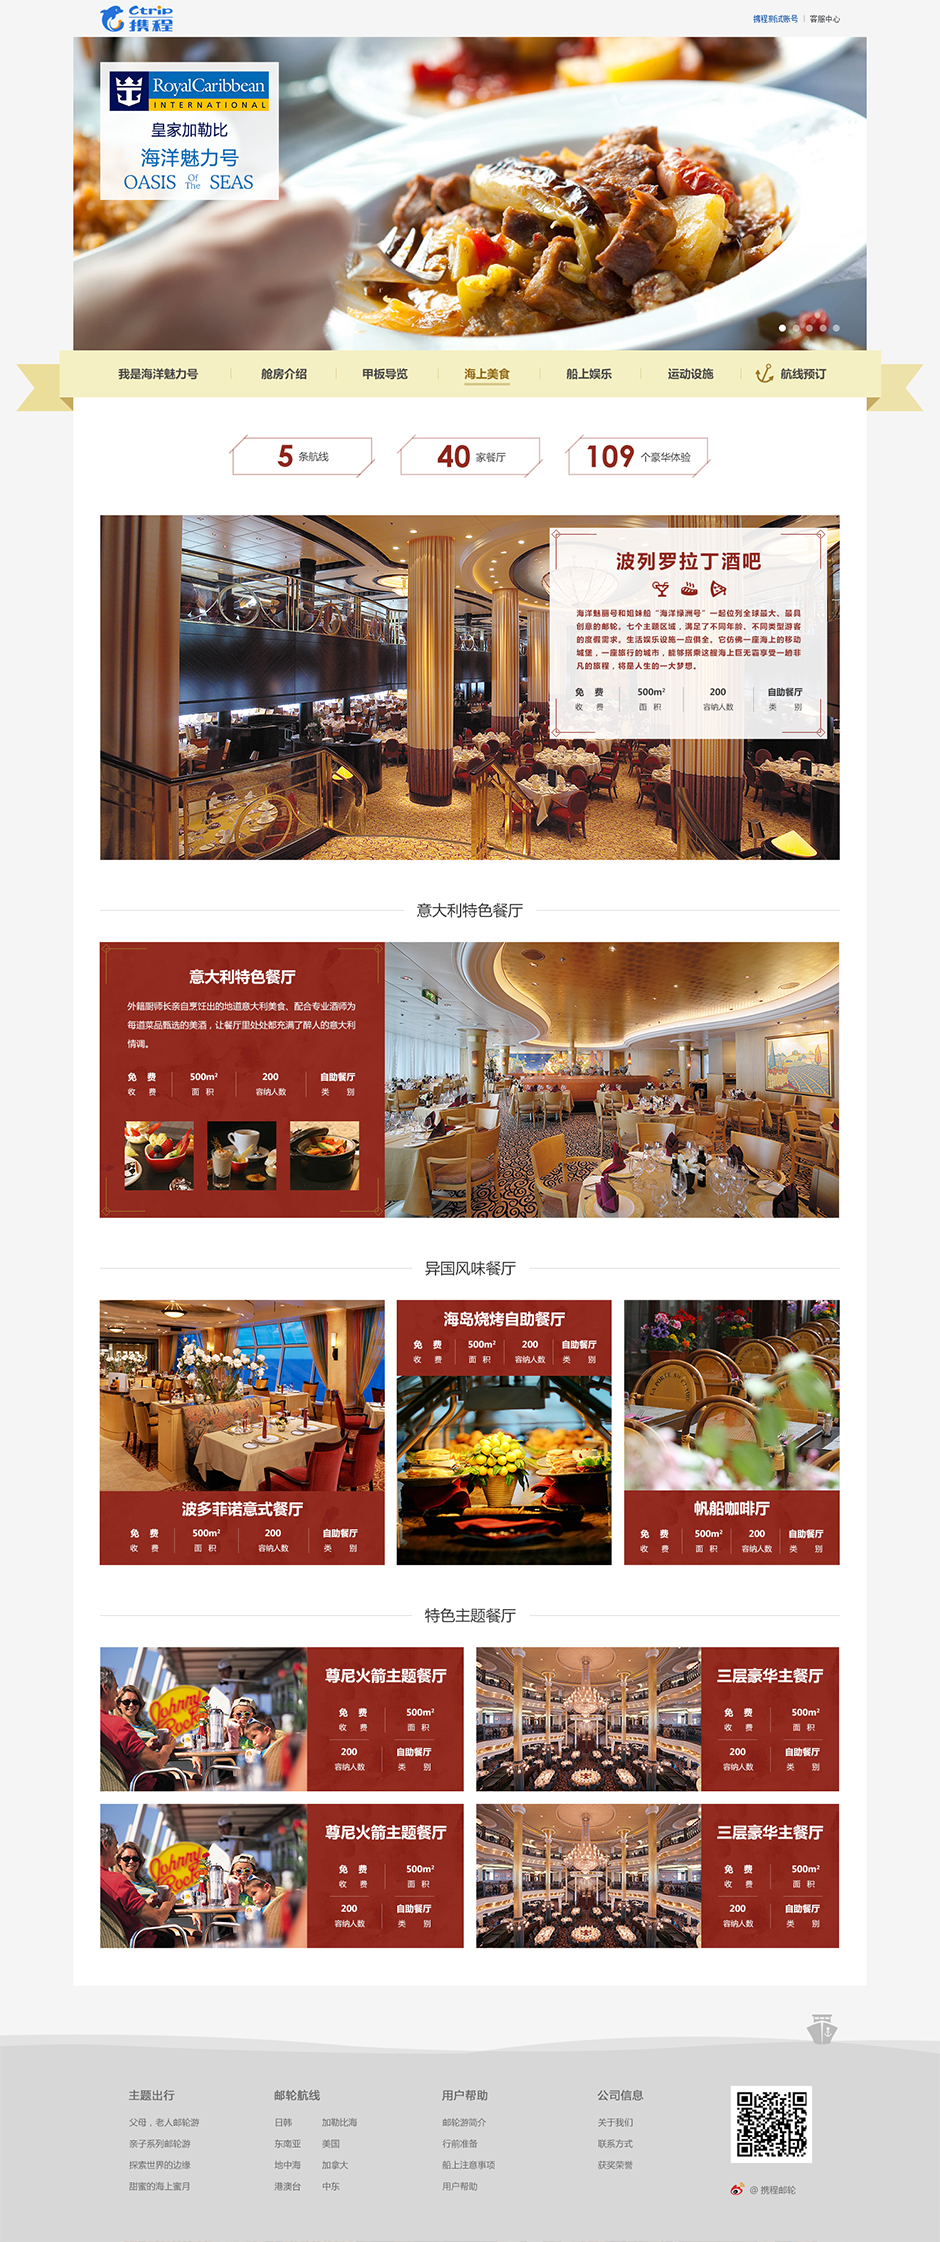 Ctrip
携程
携程测试账号 | 客服中心
RoyalCaribbean
INTERNATIONAL
皇家加勒比
海洋魅力号
OASIS Of The SEAS
我是海洋魅力号 舱房介绍 甲板导览 海上美食 船上娱乐 运动设施 航线预订
5 条航线 40 家餐厅 109 个豪华体验
波列罗拉丁酒吧
海洋魅丽号和姐妹船“海洋绿洲号”一起位列全球最大、最具
创意的邮轮。七个主题区域，满足了不同年龄、不同类型游客
的度假需求。生活娱乐设施一应俱全。它仿佛一座海上的移动
城堡，一座旅行的城市，能够搭乘这艘海上巨无霸享受一趟非
凡的旅程，将是人生的一大梦想。
免 费 500m² 200 自助餐厅
收 费 面 积 容纳人数 类 别
意大利特色餐厅
意大利特色餐厅
外籍厨师长亲自烹饪出的地道意大利美食、配合专业酒师为
每道菜品甄选的美酒，让餐厅里处处都充满了醉人的意大利
情调。
免 费 500m² 200 自助餐厅
收 费 面 积 容纳人数 类 别
异国风味餐厅
波多菲诺意式餐厅
免 费 500m² 200 自助餐厅
收 费 面 积 容纳人数 类 别
海岛烧烤自助餐厅
免 费 500m² 200 自助餐厅
收 费 面 积 容纳人数 类 别
帆船咖啡厅
免 费 500m² 200 自助餐厅
收 费 面 积 容纳人数 类 别
特色主题餐厅
Johnny
Rock
尊尼火箭主题餐厅
免 费 500m²
收 费 面 积
200 自助餐厅
容纳人数 类 别
三层豪华主餐厅
免 费 500m²
收 费 面 积
200 自助餐厅
容纳人数 类 别
Johnny
Rock
尊尼火箭主题餐厅
免 费 500m²
收 费 面 积
200 自助餐厅
容纳人数 类 别
三层豪华主餐厅
免 费 500m²
收 费 面 积
200 自助餐厅
容纳人数 类 别
主题出行
父母，老人邮轮游
亲子系列邮轮游
探索世界的边缘
甜蜜的海上蜜月
邮轮航线
日韩 加勒比海
东南亚 美国
地中海 加拿大
港澳台 中东
用户帮助
邮轮游简介
行前准备
船上注意事项
用户帮助
公司信息
关于我们
联系方式
获奖荣誉
@ 携程邮轮